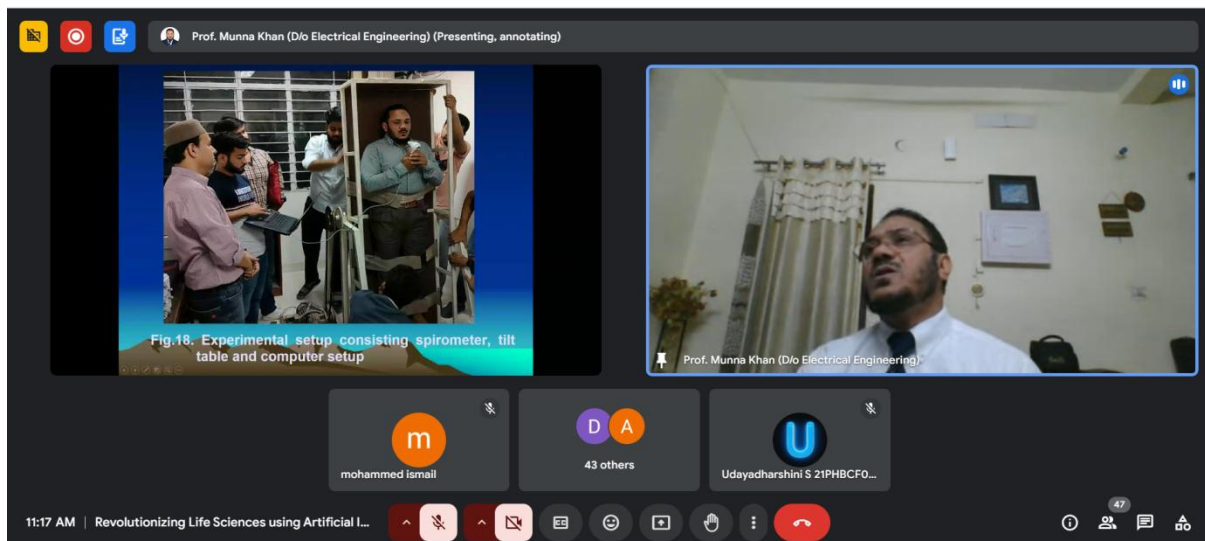 Prof. Munna Khan (D/o Electrical Engineering) (Presenting, annotating)
Fig.18. Experimental setup consisting spirometer, tilt
table and computer setup
Prof. Munna Khan (D/o Electrical Engineering)
m
mohammed ismail
D A
43 others
U
Udayadharshini S 21PHBCF0...
11:17 AM | Revolutionizing Life Sciences using Artificial I...
CC
47